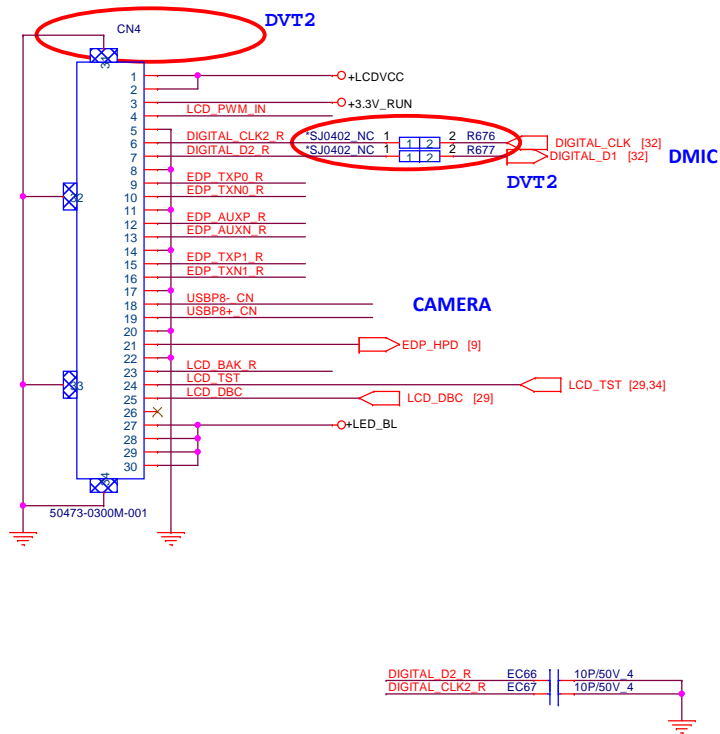 DVT2
CN4
31
1 +LCDVCC
2
3 +3.3V_RUN
4 LCD_PWM_IN
5
6 DIGITAL_CLK2_R *SJ0402_NC 1 1 2 2 R676 DIGITAL_CLK [32]
7 DIGITAL_D2_R *SJ0402_NC 1 1 2 2 R677 DIGITAL_D1 [32] DMIC
8
DVT2
9 EDP_TXP0_R
32
10 EDP_TXN0_R
11
12 EDP_AUXP_R
13 EDP_AUXN_R
14
15 EDP_TXP1_R
16 EDP_TXN1_R
17
18 USBP8-_CN
CAMERA
19 USBP8+_CN
20
21 EDP_HPD [9]
22
23 LCD_BAK_R
33
24 LCD_TST LCD_TST [29,34]
25 LCD_DBC LCD_DBC [29]
26
27 +LED_BL
28
29
30
34
50473-0300M-001
DIGITAL_D2_R EC66 10P/50V_4
DIGITAL_CLK2_R EC67 10P/50V_4